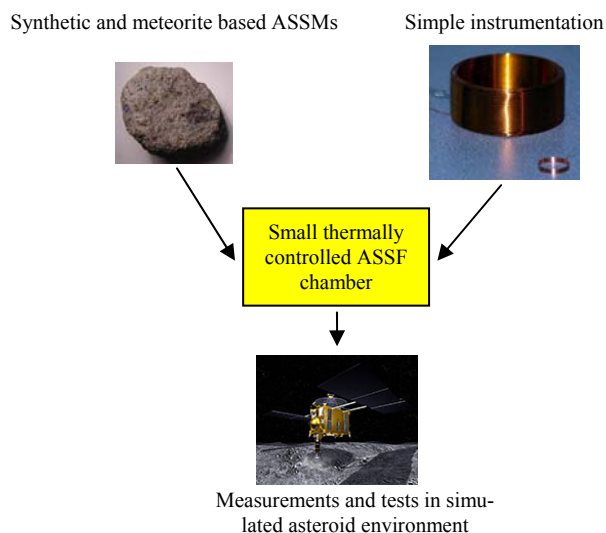 Synthetic and meteorite based ASSMs
Simple instrumentation
Small thermally
controlled ASSF
chamber
Measurements and tests in simu-
lated asteroid environment